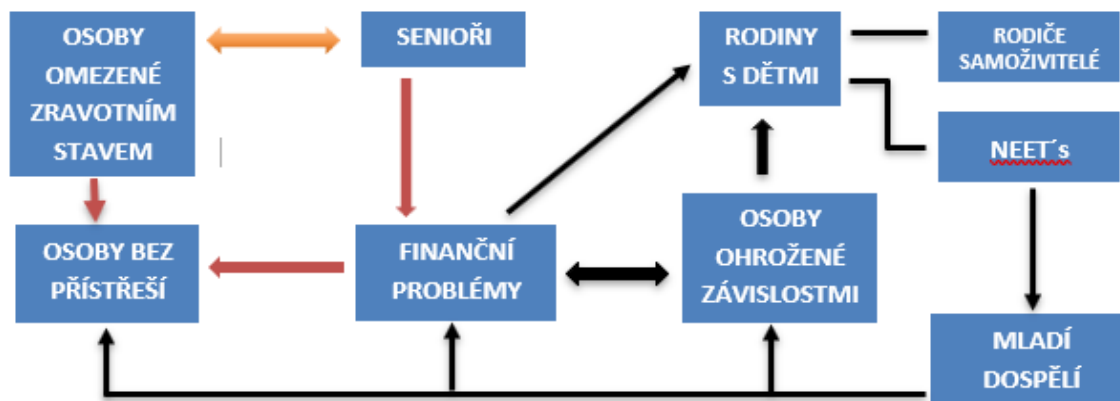 OSOBY
OMEZENÉ
ZRAVOTNÍM
STAVEM
SENIOŘI
RODINY
S DĚTMI
RODIČE
SAMOŽIVITELÉ
NEET´s
OSOBY BEZ
PŘÍSTŘEŠÍ
FINANČNÍ
PROBLÉMY
OSOBY
OHROŽENÉ
ZÁVISLOSTMI
MLADÍ
DOSPĚLÍ